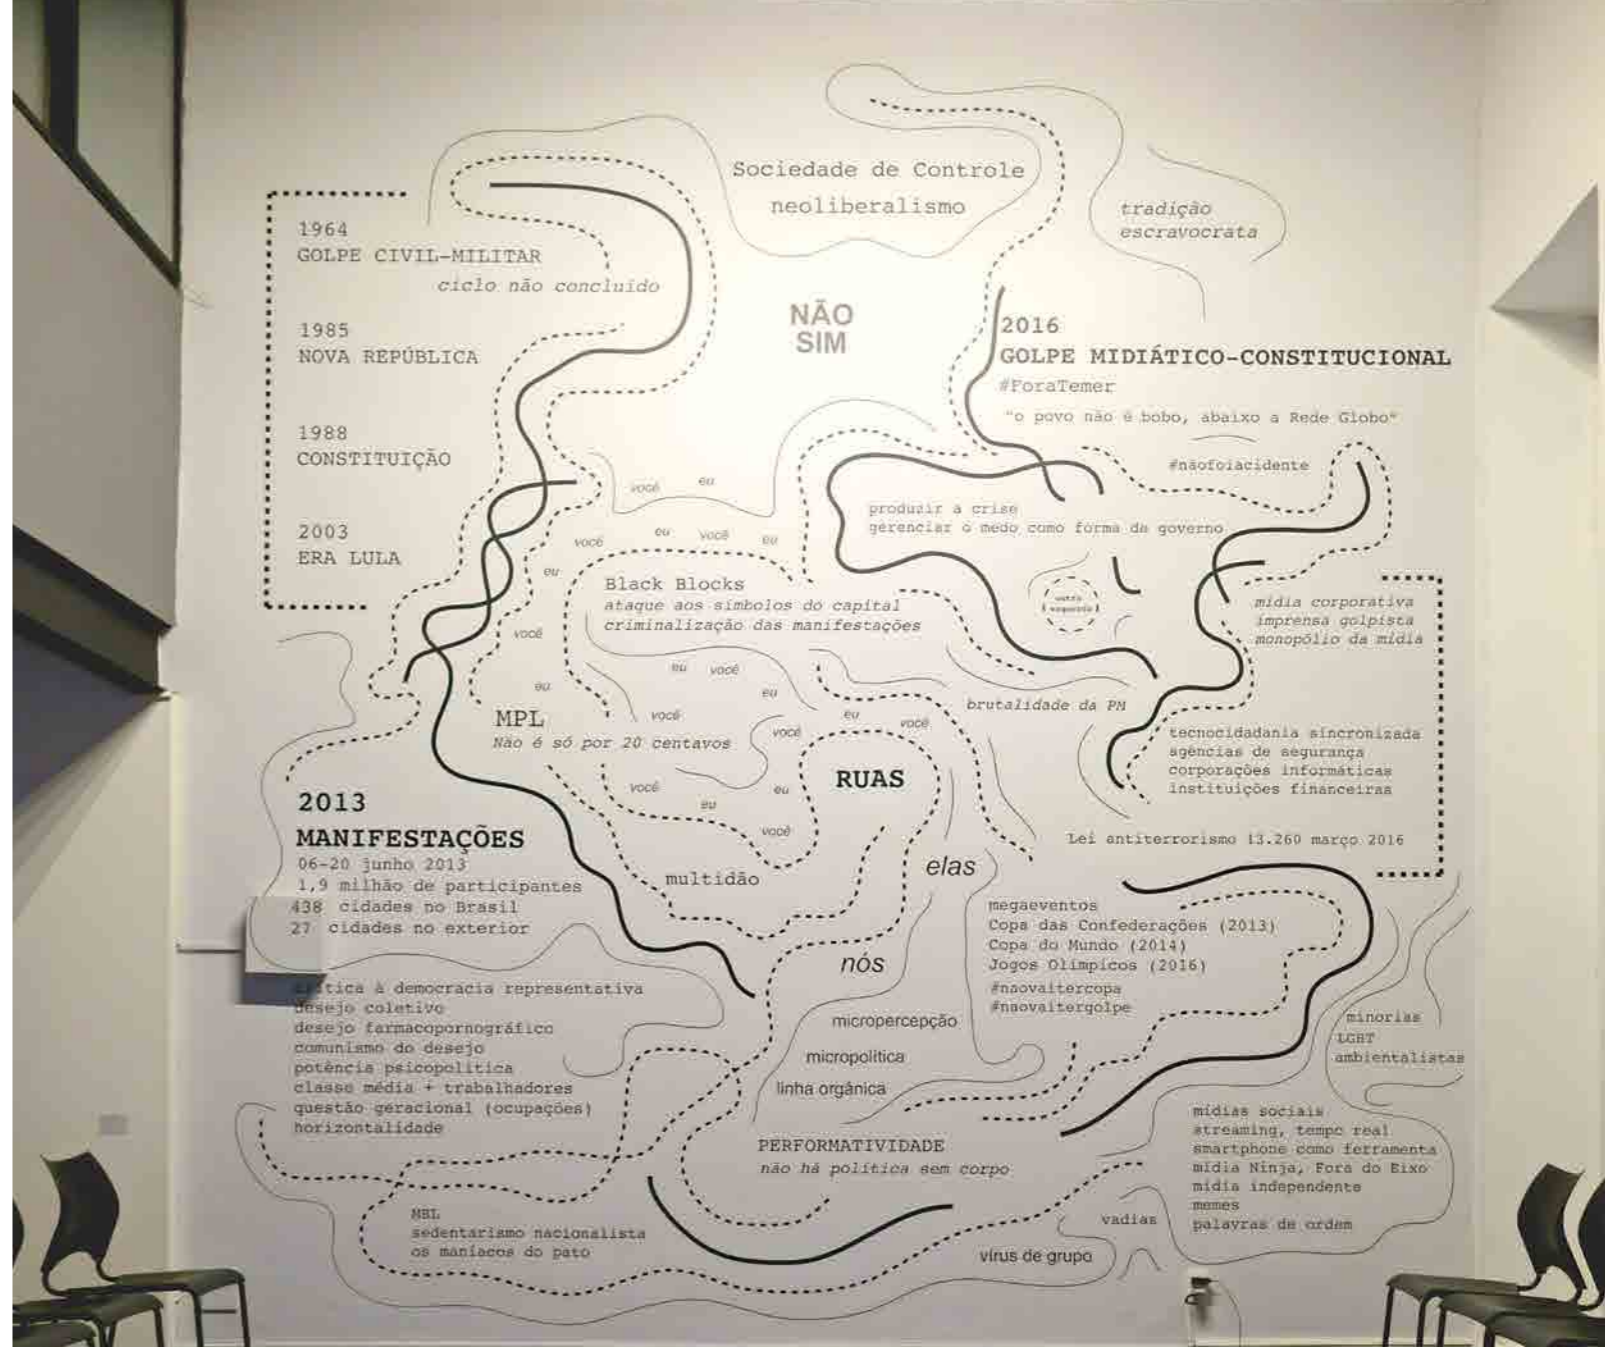 Sociedade de Controle
neoliberalismo
tradição
escravocrata
1964
GOLPE CIVIL-MILITAR
ciclo não concluído
1985
NOVA REPÚBLICA
1988
CONSTITUIÇÃO
2003
ERA LULA
NÃO
SIM
2016
GOLPE MIDIÁTICO-CONSTITUCIONAL
#ForaTemer
"o povo não é bobo, abaixo a Rede Globo"
#nãofoiacidente
produzir a crise
gerenciar o medo como forma de governo
você
eu
você
eu
você
eu
eu
Black Blocks
ataque aos símbolos do capital
criminalização das manifestações
você
eu
você
eu
eu
MPL
Não é só por 20 centavos
você
você
eu
você
você
eu
eu
você
RUAS
mídia corporativa
imprensa golpista
monopólio da mídia
brutalidade da PM
tecnocidadania sincronizada
agências de segurança
corporações informáticas
instituições financeiras
Lei antiterrorismo 13.260 março 2016
2013
MANIFESTAÇÕES
06-20 junho 2013
1,9 milhão de participantes
438 cidades no Brasil
27 cidades no exterior
multidão
elas
nós
megaeventos
Copa das Confederações (2013)
Copa do Mundo (2014)
Jogos Olímpicos (2016)
#naovaitercopa
#naovaitergolpe
crítica à democracia representativa
desejo coletivo
desejo farmacopornográfico
comunismo do desejo
potência psicopolítica
classe média + trabalhadores
questão geracional (ocupações)
horizontalidade
micropercepção
micropolítica
linha orgânica
minorias
LGBT
ambientalistas
PERFORMATIVIDADE
não há política sem corpo
mídias sociais
streaming, tempo real
smartphone como ferramenta
mídia Ninja, Fora do Eixo
mídia independente
memes
palavras de ordem
MBL
sedentarismo nacionalista
os maníacos do pato
vadias
vírus de grupo